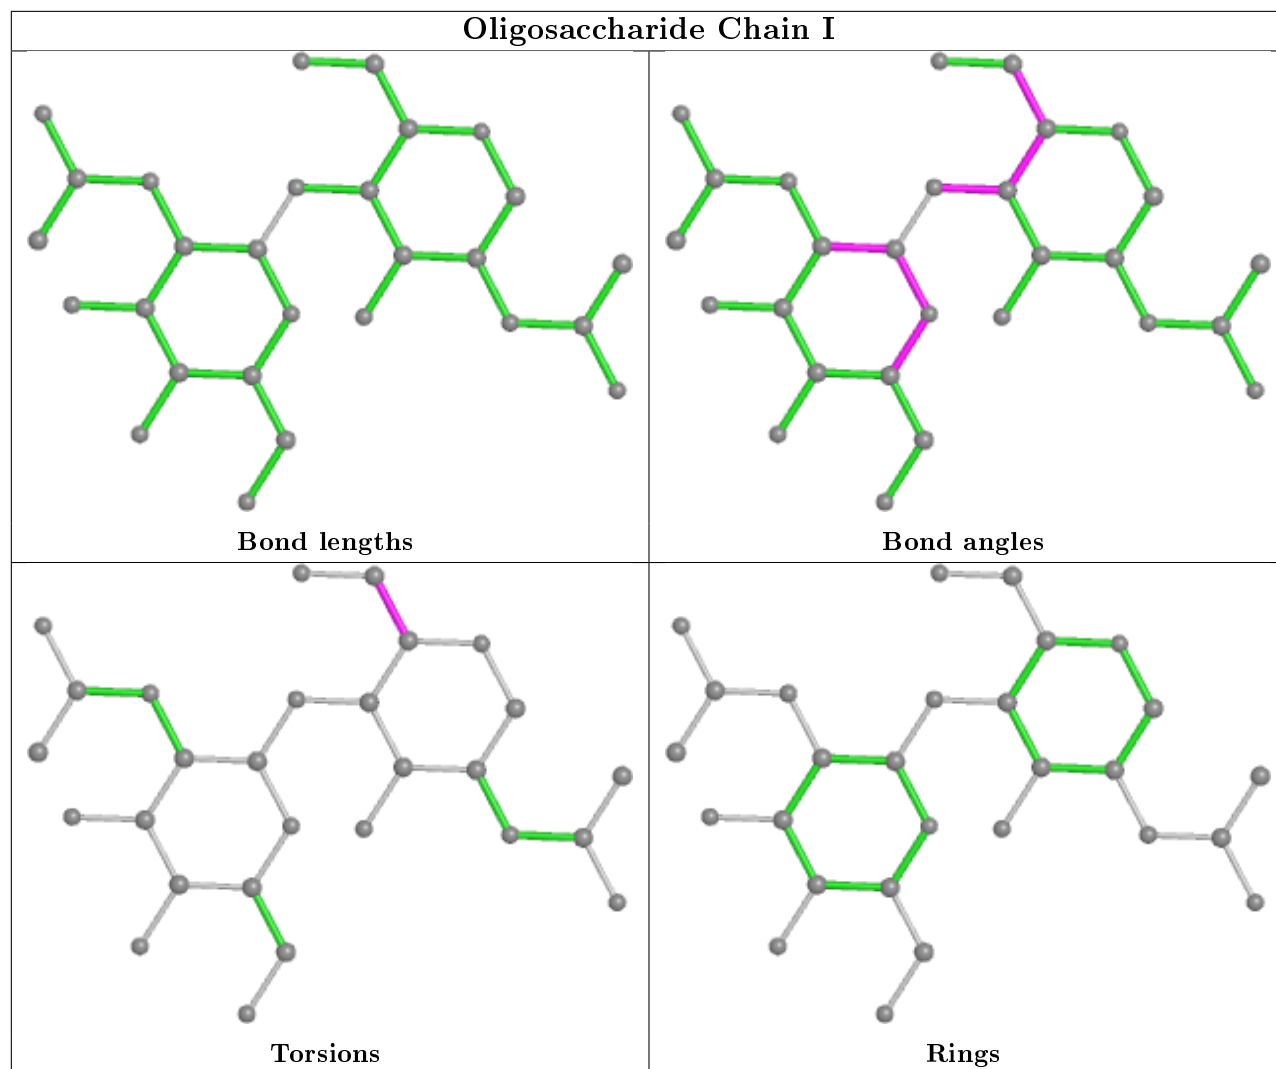 Oligosaccharide Chain I
Bond lengths
Bond angles
Torsions
Rings